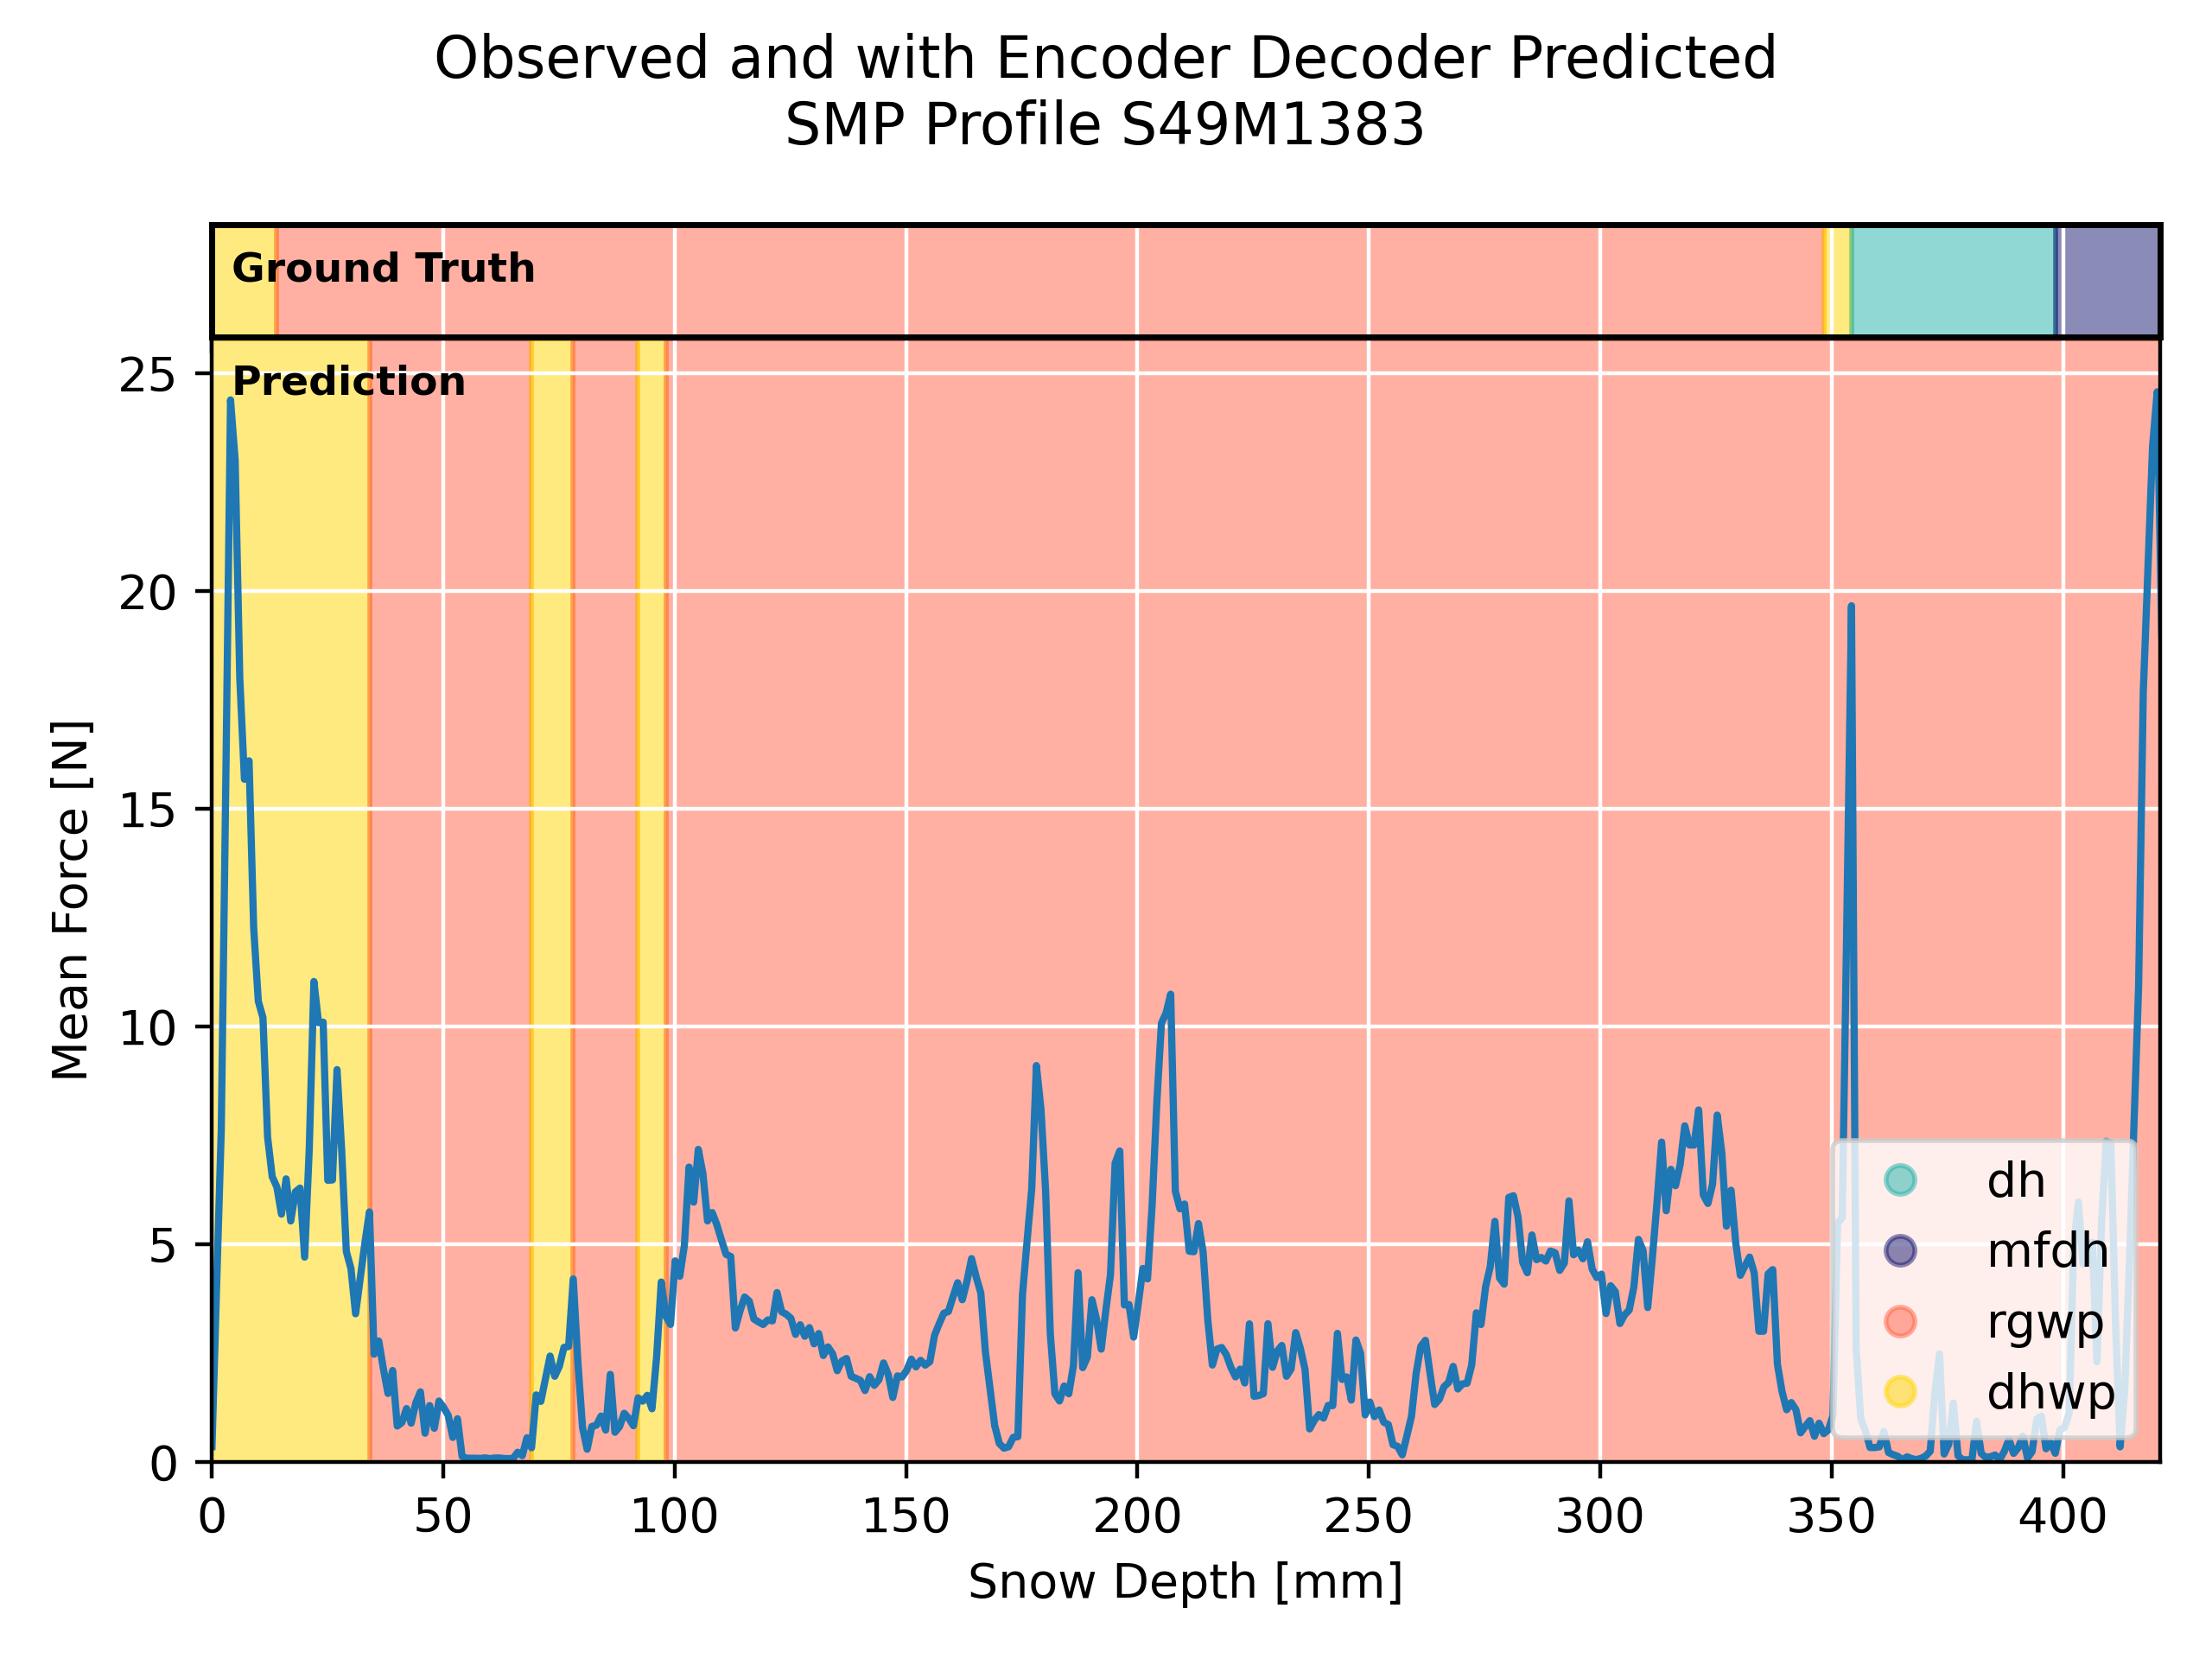 Observed and with Encoder Decoder Predicted
SMP Profile S49M1383
Ground Truth
Prediction
25
20
15
10
5
0
Mean Force [N]
0 50 100 150 200 250 300 350 400
Snow Depth [mm]
dh
mfdh
rgwp
dhwp